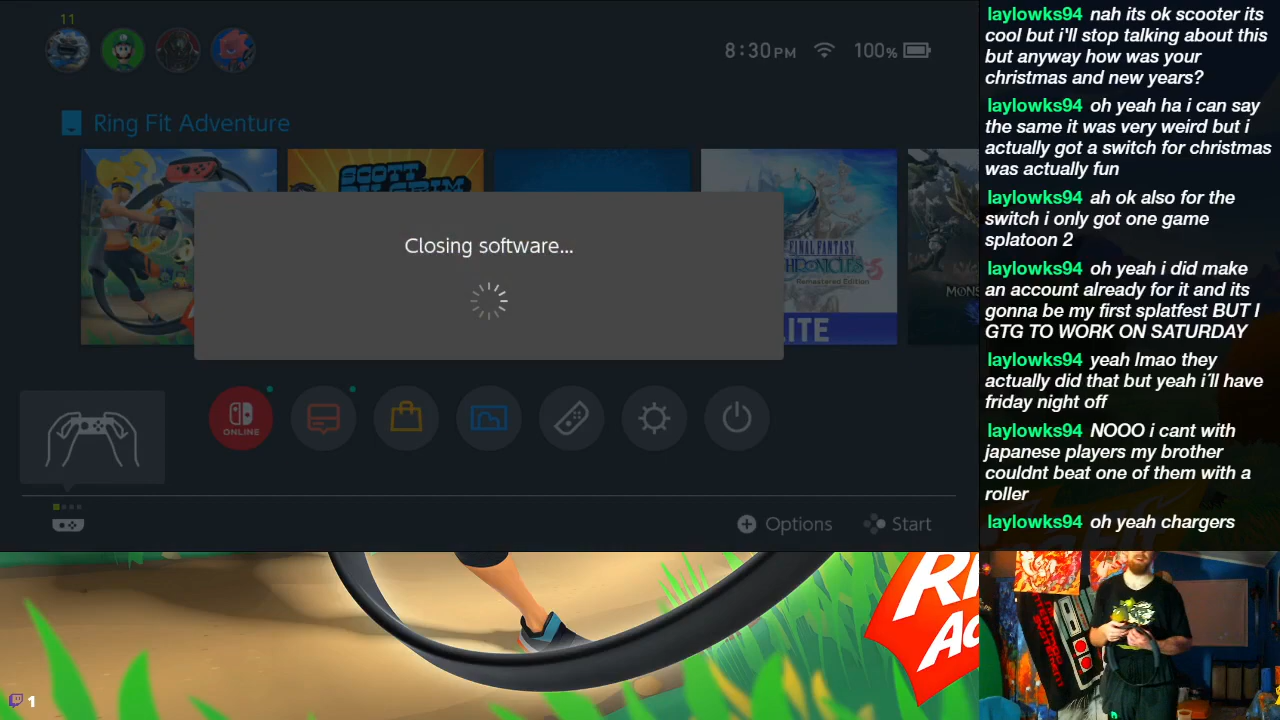 11
8:30 PM
100%
Ring Fit Adventure
SCOTT
PILGRIM
FINAL FANTASY
CHRONICLES
Remastered Edition
LITE
MONS
Closing software...
ONLINE
Options
Start
1
laylowks94 nah its ok scooter its
cool but i'll stop talking about this
but anyway how was your
christmas and new years?
laylowks94 oh yeah ha i can say
the same it was very weird but i
actually got a switch for christmas
was actually fun
laylowks94 ah ok also for the
switch i only got one game
splatoon 2
laylowks94 oh yeah i did make
an account already for it and its
gonna be my first splatfest BUT I
GTG TO WORK ON SATURDAY
laylowks94 yeah lmao they
actually did that but yeah i´ll have
friday night off
laylowks94 NOOO i cant with
japanese players my brother
couldnt beat one of them with a
roller
laylowks94 oh yeah chargers